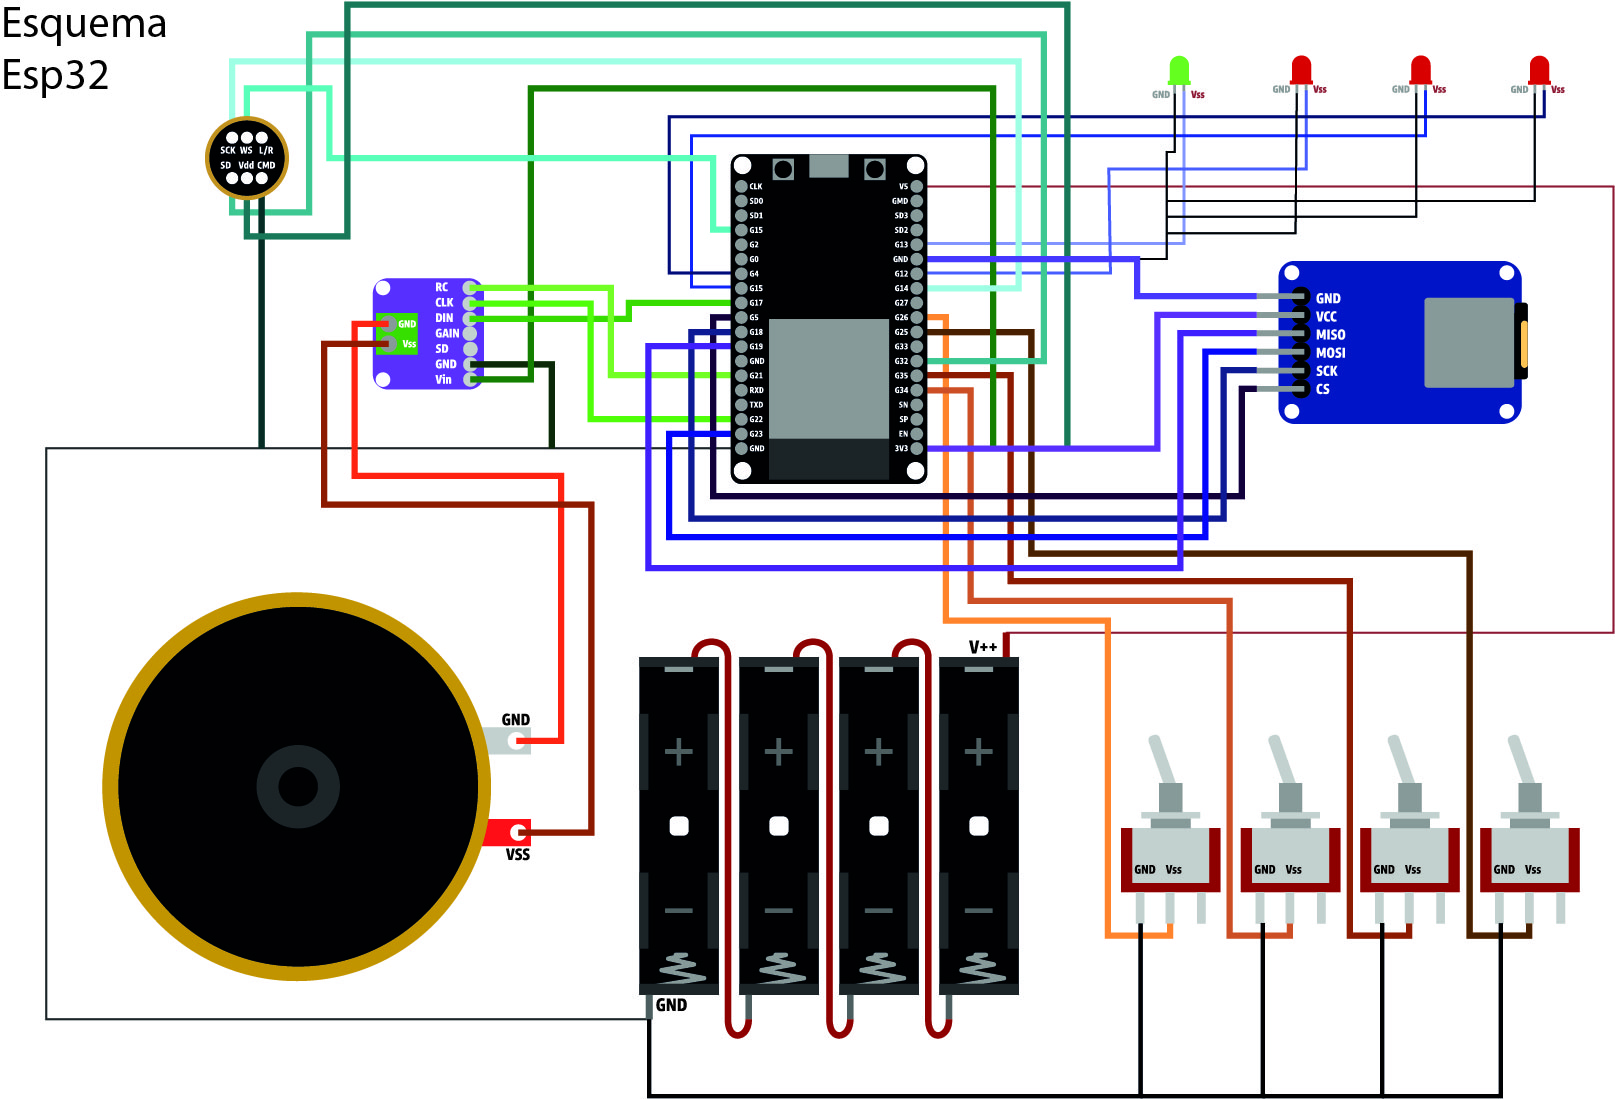 Esquema
Esp32
GND Vss
GND Vss
GND Vss
GND Vss
SCK WS L/R
SD Vdd CMD
CLK V5
SD0 GMD
SD1 SD3
G15 SD2
G2 G13
G0 GND
G4 G12
G15 G14
G17 G27
G5 G26
G18 G25
G19 G33
GND G32
G21 G35
RXD G34
TXD SN
G22 SP
G23 EN
GND 3V3
RC
CLK
DIN
GAIN
SD
GND
Vin
GND
Vss
GND
VCC
MISO
MOSI
SCK
CS
V++
GND
VSS
+ + + +
− − − −
GND
GND Vss
GND Vss
GND Vss
GND Vss